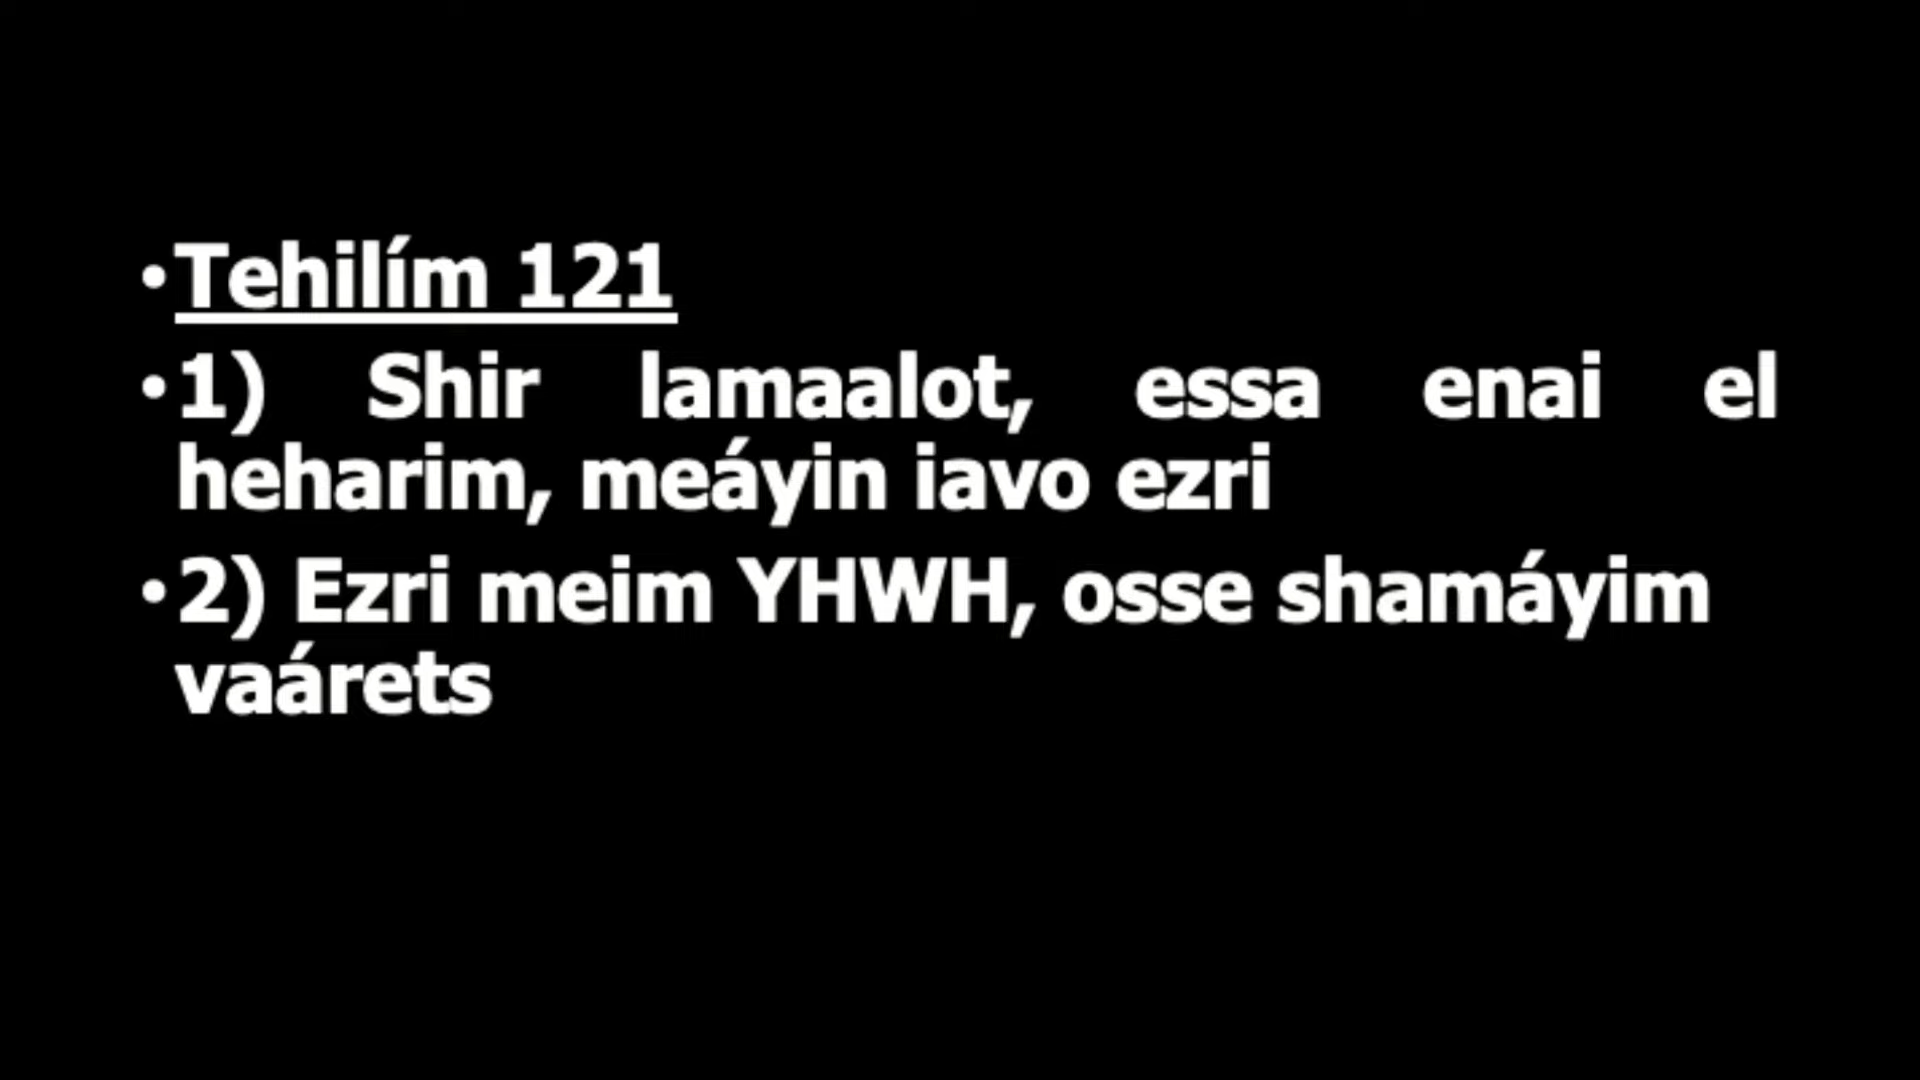 •Tehilím 121
•1) Shir lamaalot, essa enai el
heharim, meáyin iavo ezri
•2) Ezri meim YHWH, osse shamáyim
vaárets